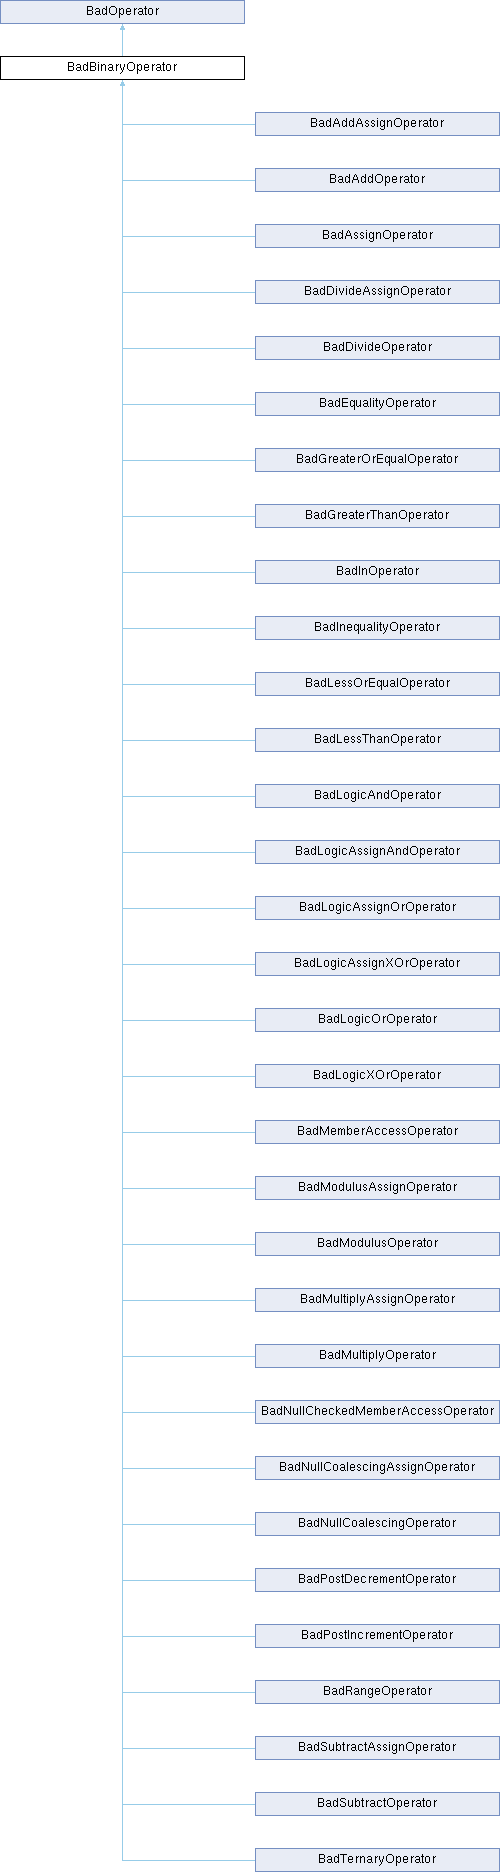 BadOperator
BadBinaryOperator
BadAddAssignOperator
BadAddOperator
BadAssignOperator
BadDivideAssignOperator
BadDivideOperator
BadEqualityOperator
BadGreaterOrEqualOperator
BadGreaterThanOperator
BadInOperator
BadInequalityOperator
BadLessOrEqualOperator
BadLessThanOperator
BadLogicAndOperator
BadLogicAssignAndOperator
BadLogicAssignOrOperator
BadLogicAssignXOrOperator
BadLogicOrOperator
BadLogicXOrOperator
BadMemberAccessOperator
BadModulusAssignOperator
BadModulusOperator
BadMultiplyAssignOperator
BadMultiplyOperator
BadNullCheckedMemberAccessOperator
BadNullCoalescingAssignOperator
BadNullCoalescingOperator
BadPostDecrementOperator
BadPostIncrementOperator
BadRangeOperator
BadSubtractAssignOperator
BadSubtractOperator
BadTernaryOperator